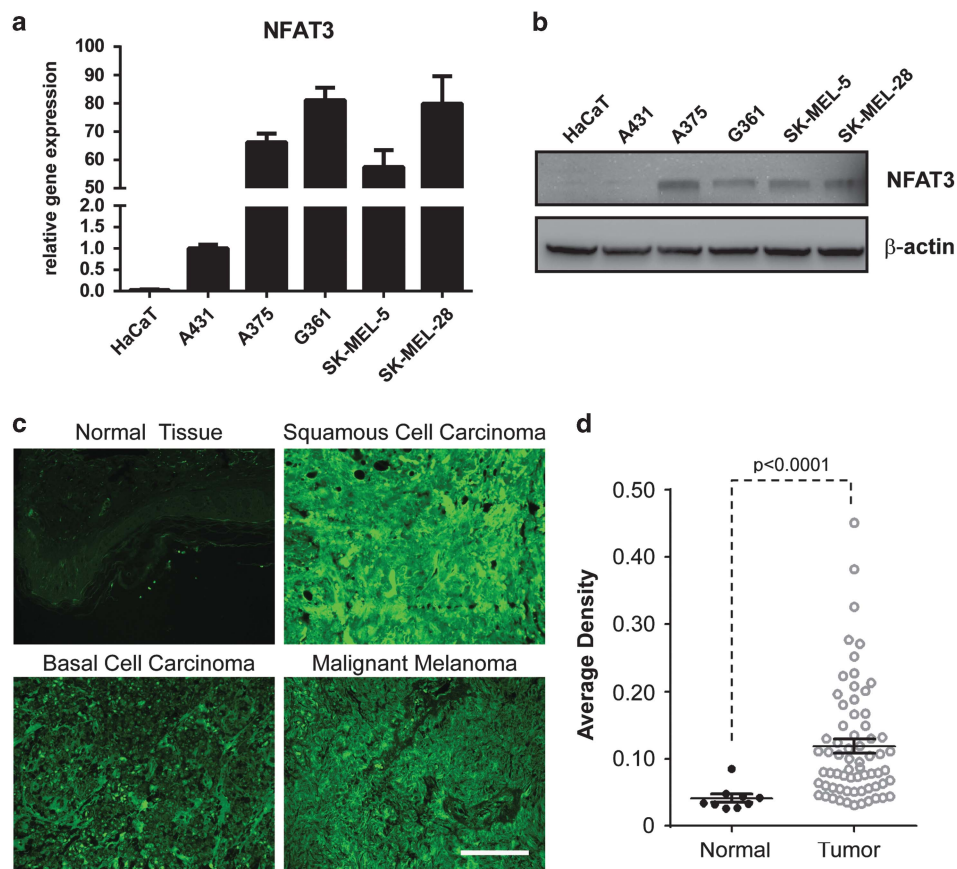 a
NFAT3
relative gene expression
100
90
80
70
60
50
2.0
1.5
1.0
0.5
0.0
HaCaT
A431
A375
G361
SK-MEL-5
SK-MEL-28
b
HaCaT
A431
A375
G361
SK-MEL-5
SK-MEL-28
NFAT3
β-actin
c
Normal Tissue
Squamous Cell Carcinoma
Basal Cell Carcinoma
Malignant Melanoma
d
p<0.0001
Average Density
0.50
0.40
0.30
0.20
0.10
0
Normal
Tumor